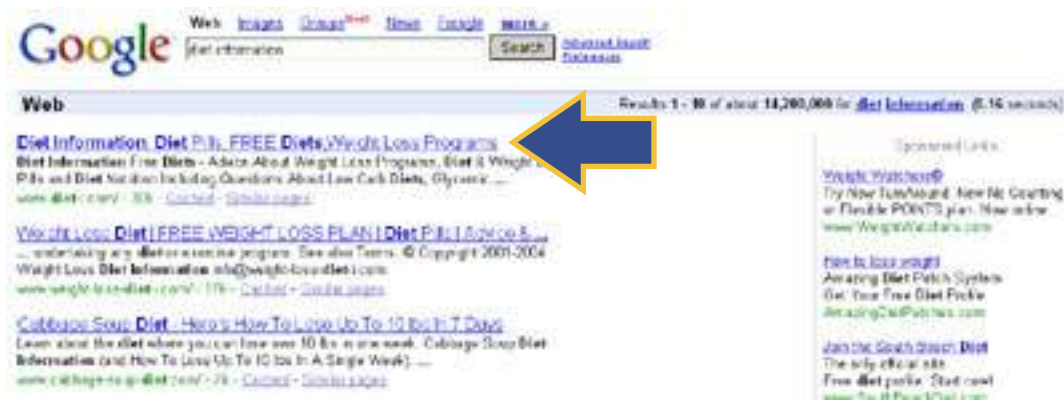 Google
Web Images Groups News Froogle more »
diet information
Search
Advanced Search
Preferences
Web
Results 1 - 10 of about 14,200,000 for diet information. (0.16 seconds)
Diet Information, Diet Pills, FREE Diets, Weight Loss Programs
Diet Information Free Diets - Advice About Weight Loss Programs, Diet & Weight
Pills and Diet Nutrition Including Questions About Low Carb Diets, Glycemic ...
Cached - Similar pages
Weight Loss Diet | FREE WEIGHT LOSS PLAN | Diet Pills | Advice & ...
... undertaking any diet or exercise program. See also Terms. © Copyright 2001-2004
Weight Loss Diet Information
Cached - Similar pages
Cabbage Soup Diet - Here's How To Lose Up To 10 lbs In 7 Days
Learn about the diet where you can lose over 10 lbs in one week. Cabbage Soup Diet
Information (and How To Lose Up To 10 lbs In A Single Week). ...
Cached - Similar pages
Sponsored Links
Weight Watchers®
Try New TurnAround. New No Counting
or Flexible POINTS plan. Now online
www.WeightWatchers.com
How to lose weight
Amazing Diet Patch System
Get Your Free Diet Profile
AmazingDietPatches.com
Join the South Beach Diet
The only official site
Free diet profile. Start now!
www.SouthBeachDiet.com